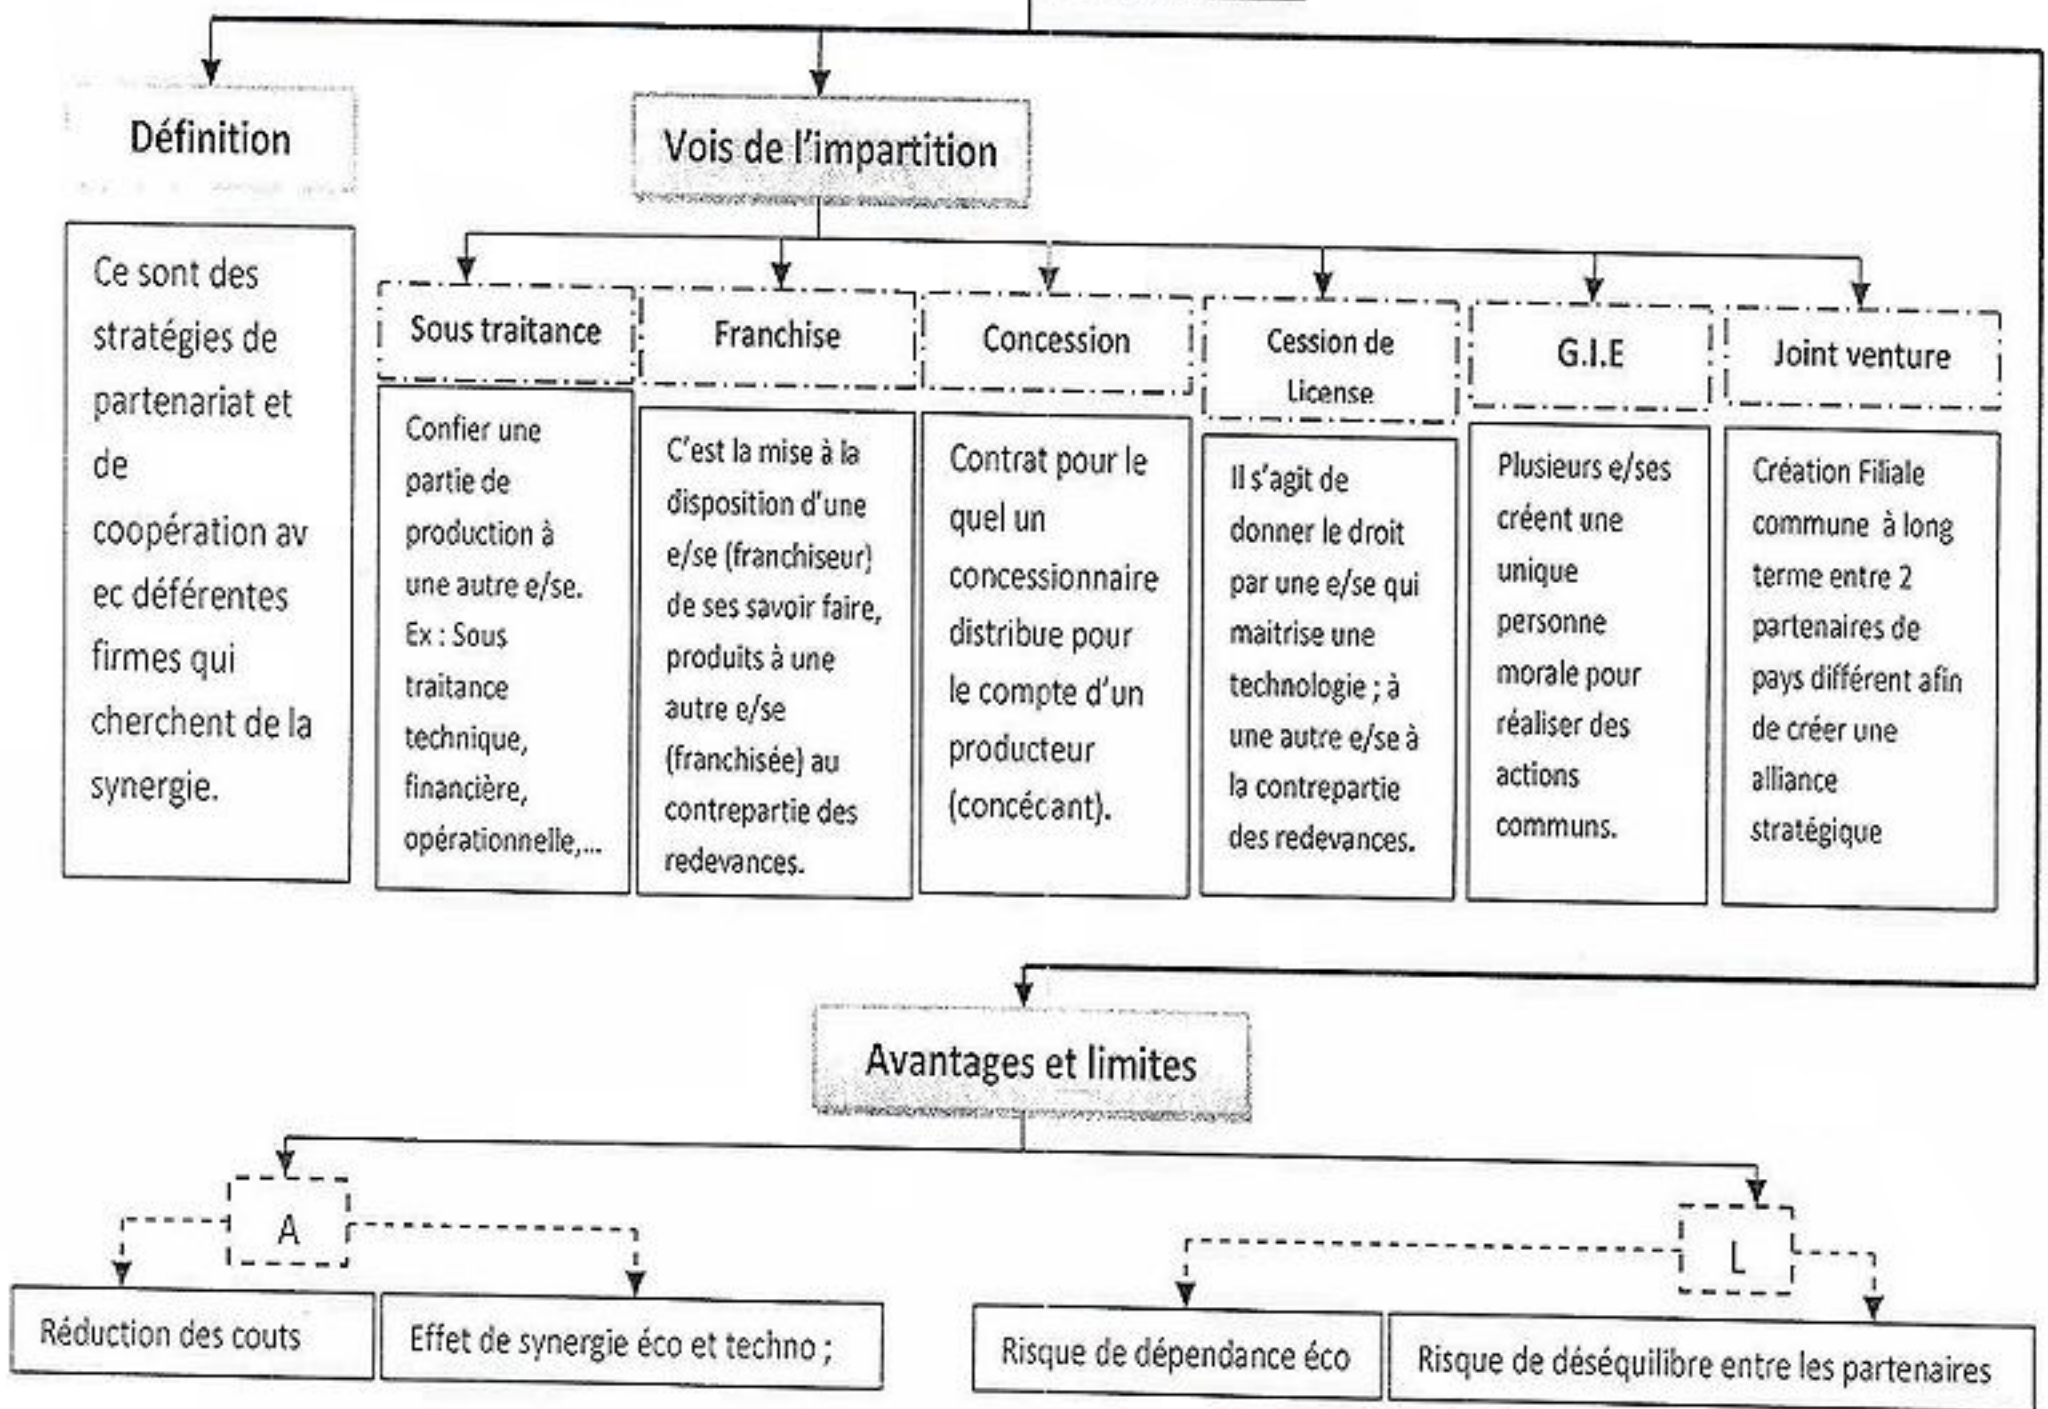 Définition
Vois de l'impartition
Ce sont des
stratégies de
partenariat et
de
coopération av
ec déférentes
firmes qui
cherchent de la
synergie.
Sous traitance
Confier une
partie de
production à
une autre e/se.
Ex : Sous
traitance
technique,
financière,
opérationnelle,...
Franchise
C'est la mise à la
disposition d'une
e/se (franchiseur)
de ses savoir faire,
produits à une
autre e/se
(franchisée) au
contrepartie des
redevances.
Concession
Contrat pour le
quel un
concessionnaire
distribue pour
le compte d'un
producteur
(concécant).
Cession de
License
Il s'agit de
donner le droit
par une e/se qui
maitrise une
technologie ; à
une autre e/se à
la contrepartie
des redevances.
G.I.E
Plusieurs e/ses
créent une
unique
personne
morale pour
réaliser des
actions
communs.
Joint venture
Création Filiale
commune à long
terme entre 2
partenaires de
pays différent afin
de créer une
alliance
stratégique
Avantages et limites
A
L
Réduction des couts
Effet de synergie éco et techno ;
Risque de dépendance éco
Risque de déséquilibre entre les partenaires